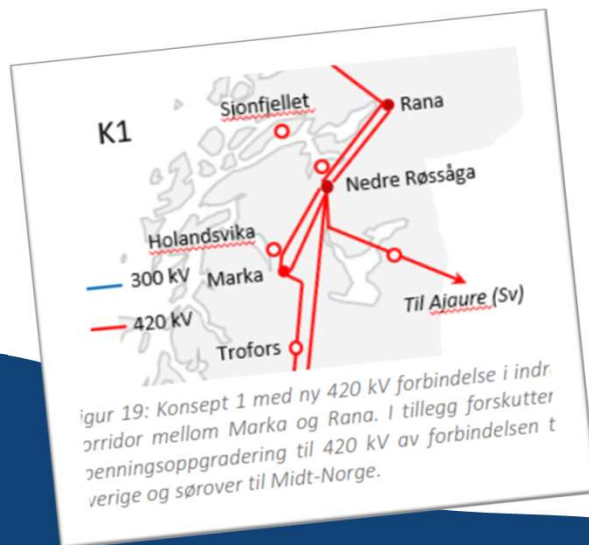 K1
Sjonfjellet
Rana
Nedre Røssåga
Holandsvika
300 kV
Marka
420 kV
Til Ajaure (Sv)
Trofors
igur 19: Konsept 1 med ny 420 kV forbindelse i indr
orridor mellom Marka og Rana. I tillegg forskutter
penningsoppgradering til 420 kV av forbindelsen t
verige og sørover til Midt-Norge.